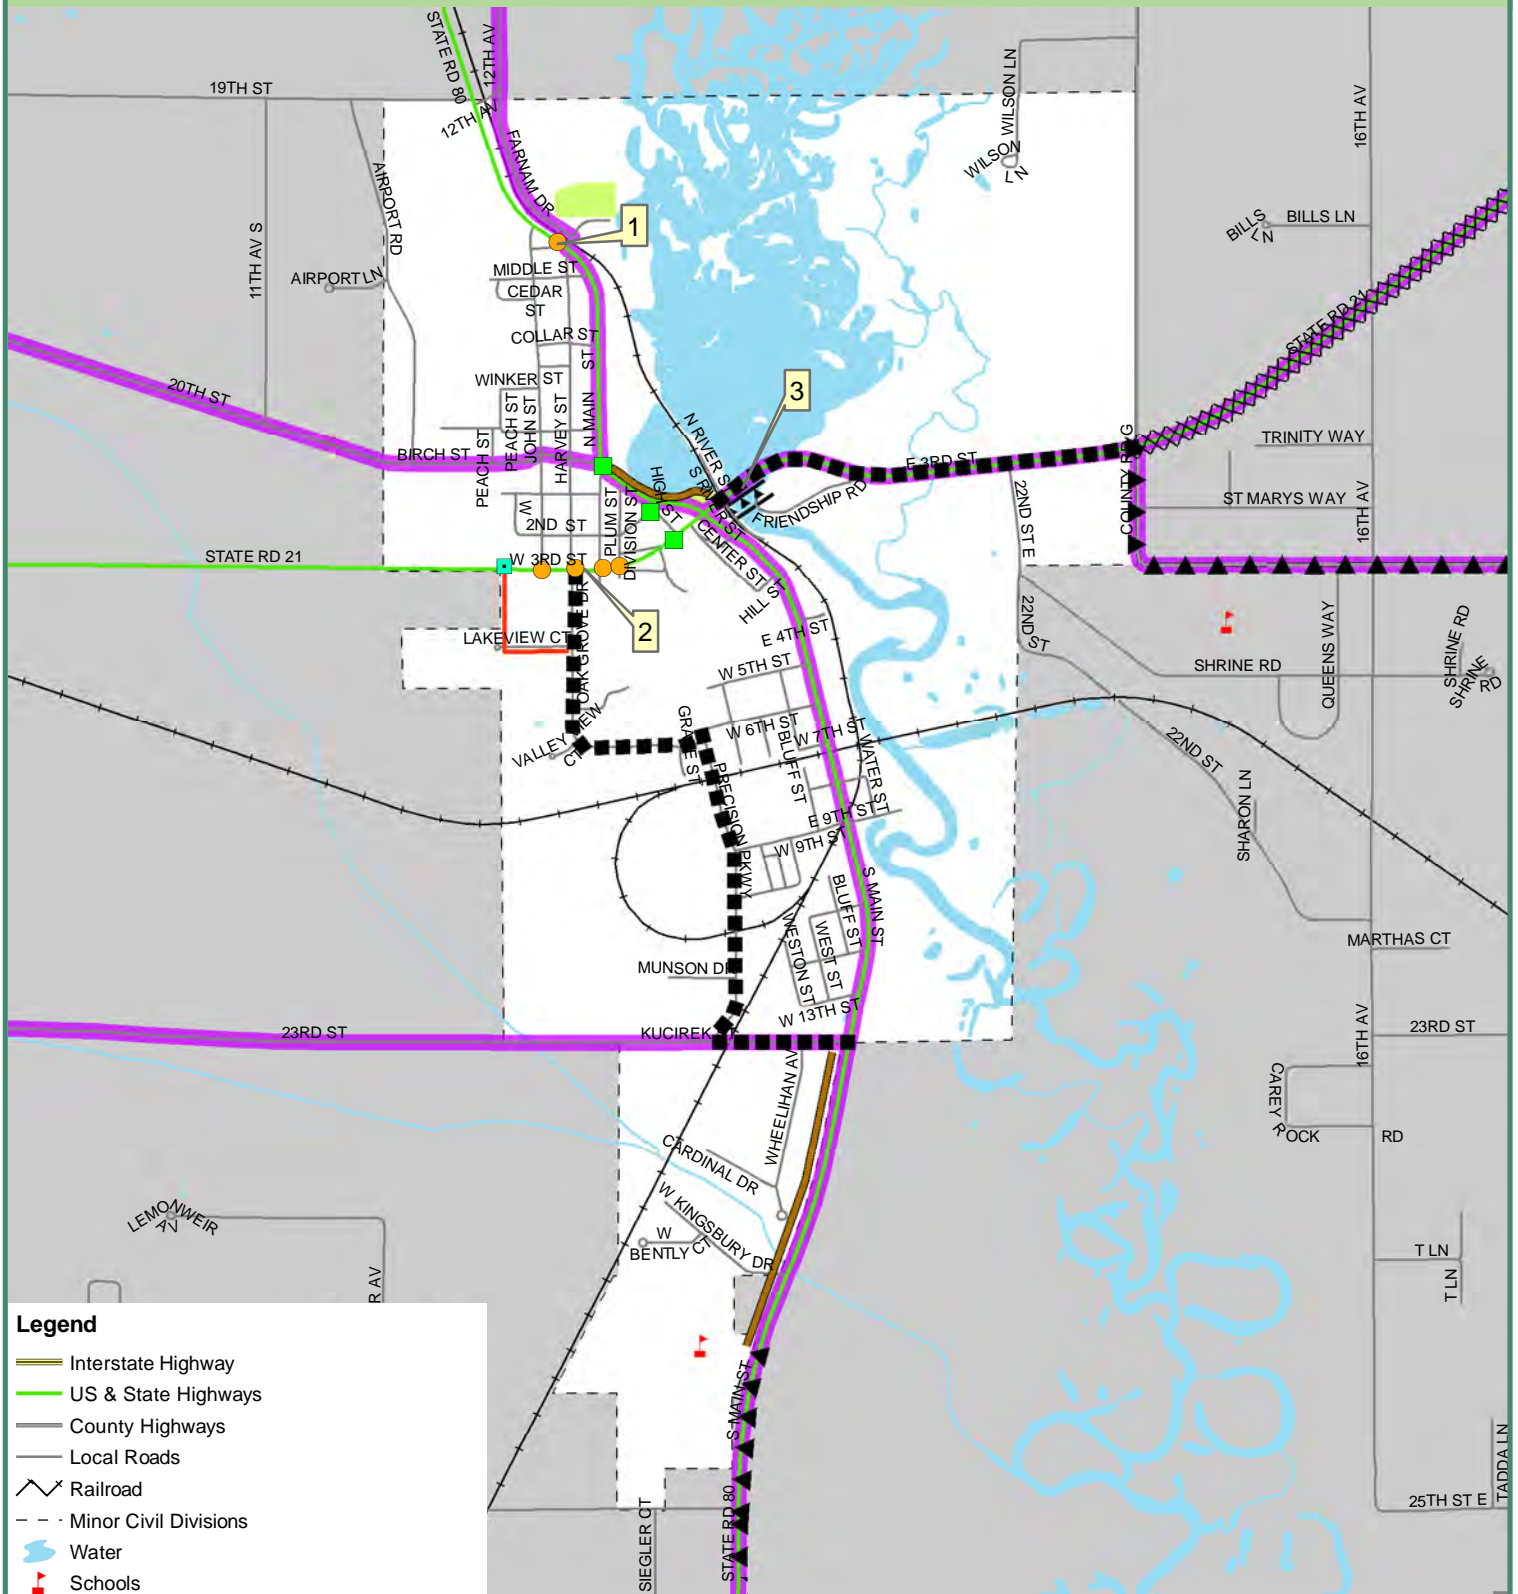 STATE RD 80
12TH AV
19TH ST
12TH AV
FARNAM DR
WILSON LN
WILSON
LN
16TH AV
AIRPORT RD
11TH AV S
AIRPORT LN
1
BILLS
LN
BILLS LN
MIDDLE ST
CEDAR
ST
COLLAR ST
STATE RD 21
20TH ST
WINKER ST
PEACH ST
JOHN ST
HARVEY ST
N MAIN ST
3
N RIVER ST
S RIVER ST
BIRCH ST
PEACH ST
HIGH ST
E 3RD ST
COUNTY RD G
TRINITY WAY
W
2ND ST
PLUM ST
DIVISION ST
CENTER ST
FRIENDSHIP RD
22ND ST E
ST MARYS WAY
16TH AV
STATE RD 21
W 3RD ST
HILL S
2
OAK GROVE DR
LAKEVIEW CT
E 4TH ST
22ND ST
W 5TH ST
SHRINE RD
QUEENS WAY
SHRINE RD
SHRINE
RD
VALLEY VIEW
CT
GRACE ST
W 6TH ST
W 7TH ST
BLUFF ST
WATER ST
22ND ST
PRECISION PKWY
E 9TH ST
W 9TH ST
SHARON LN
BLUFF ST
S MAIN ST
WESTON ST
WEST ST
MARTHAS CT
MUNSON DR
W 13TH ST
23RD ST
KUCIREK
16TH AV
23RD ST
WHEELIHAN AV
CAREY ROCK
RD
CARDINAL DR
W KINGSBURY DR
W
BENTLY CT
LEMONWEIR
AV
R AV
T LN
T LN
S MAIN ST
STATE RD 80
SIEGLER CT
25TH ST E
TADDA LN
Legend
Interstate Highway
US & State Highways
County Highways
Local Roads
Railroad
Minor Civil Divisions
Water
Schools